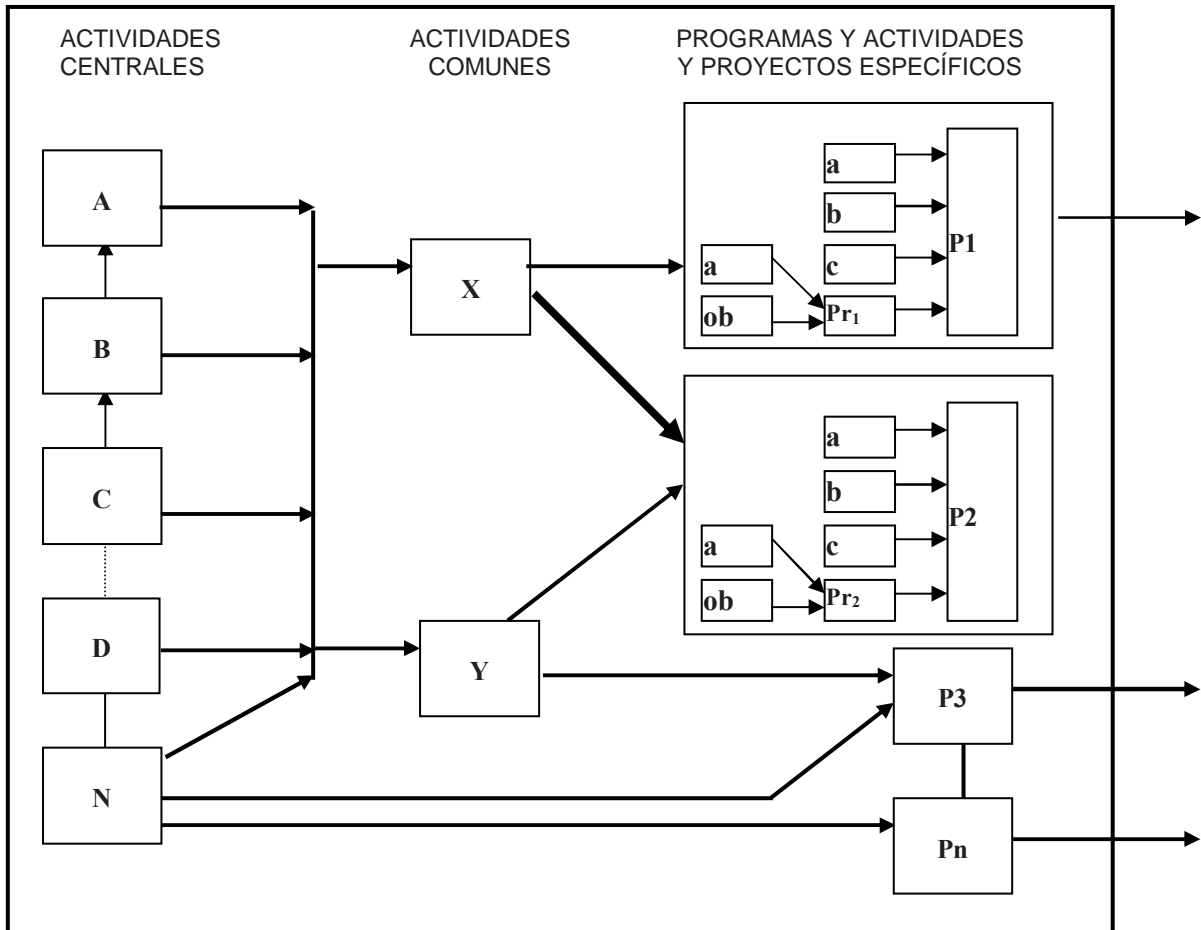 ACTIVIDADES
CENTRALES
ACTIVIDADES
COMUNES
PROGRAMAS Y ACTIVIDADES
Y PROYECTOS ESPECÍFICOS
A
B
C
D
N
X
Y
a
b
c
a
ob
Pr₁
P1
a
b
c
a
ob
Pr₂
P2
P3
Pn